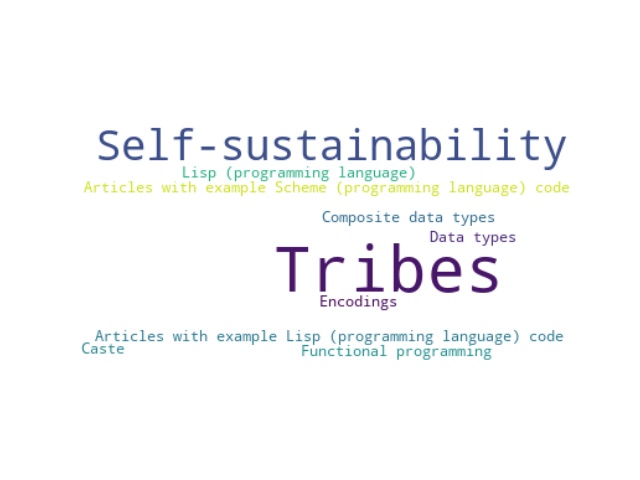 Self-sustainability
Lisp (programming language)
Articles with example Scheme (programming language) code
Composite data types
Data types
Tribes
Encodings
Articles with example Lisp (programming language) code
Caste
Functional programming